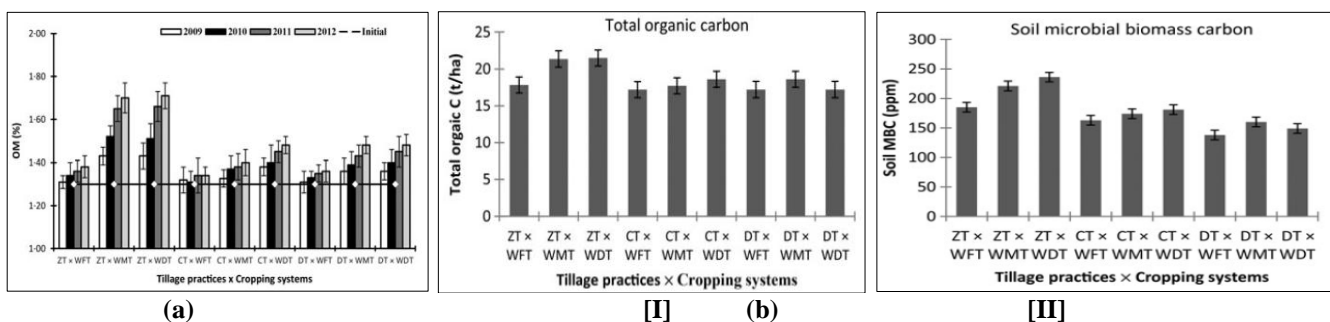 2009 2010 2011 2012 Initial
OM (%)
2·00
1·80
1·60
1·40
1·20
1·00
ZT × WFT ZT × WMT ZT × WDT CT × WFT CT × WMT CT × WDT DT × WFT DT × WMT DT × WDT
Tillage practices x Cropping systems
Total organic carbon
Total orgaic C (t/ha)
25
20
15
10
5
0
ZT × ZT × ZT × CT × CT × CT × DT × DT × DT ×
WFT WMT WDT WFT WMT WDT WFT WMT WDT
Tillage practices × Cropping systems
Soil microbial biomass carbon
Soil MBC (ppm)
300
250
200
150
100
50
0
ZT × ZT × ZT × CT × CT × CT × DT × DT × DT ×
WFT WMT WDT WFT WMT WDT WFT WMT WDT
Tillage practices × Cropping systems
(a) [I] (b) [II]